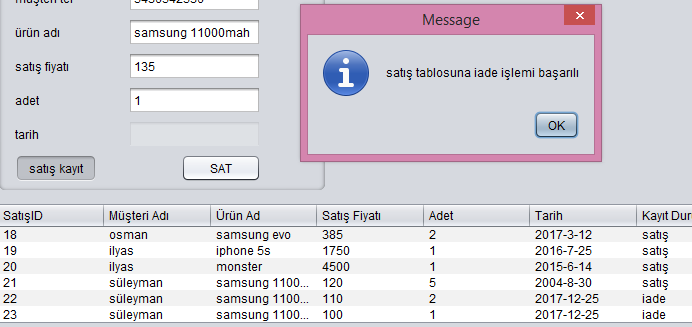 müşteri tel 5456542356
Message
ürün adı samsung 11000mah
satış fiyatı 135
satış tablosuna iade işlemi başarılı
adet 1
OK
tarih
satış kayıt SAT
SatışID Müşteri Adı Ürün Ad Satış Fiyatı Adet Tarih Kayıt Dur
18 osman samsung evo 385 2 2017-3-12 satış
19 ilyas iphone 5s 1750 1 2016-7-25 satış
20 ilyas monster 4500 1 2015-6-14 satış
21 süleyman samsung 1100... 120 5 2004-8-30 satış
22 süleyman samsung 1100... 110 2 2017-12-25 iade
23 süleyman samsung 1100... 100 1 2017-12-25 iade